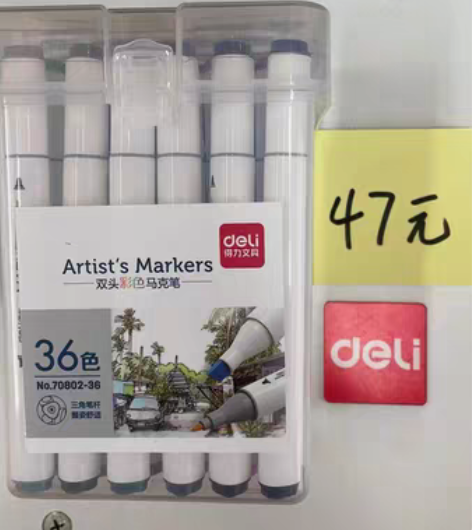 deli
得力文具
Artist's Markers
双头彩色马克笔
36色
No.70802-36
三角笔杆
握姿舒适
47元
deli